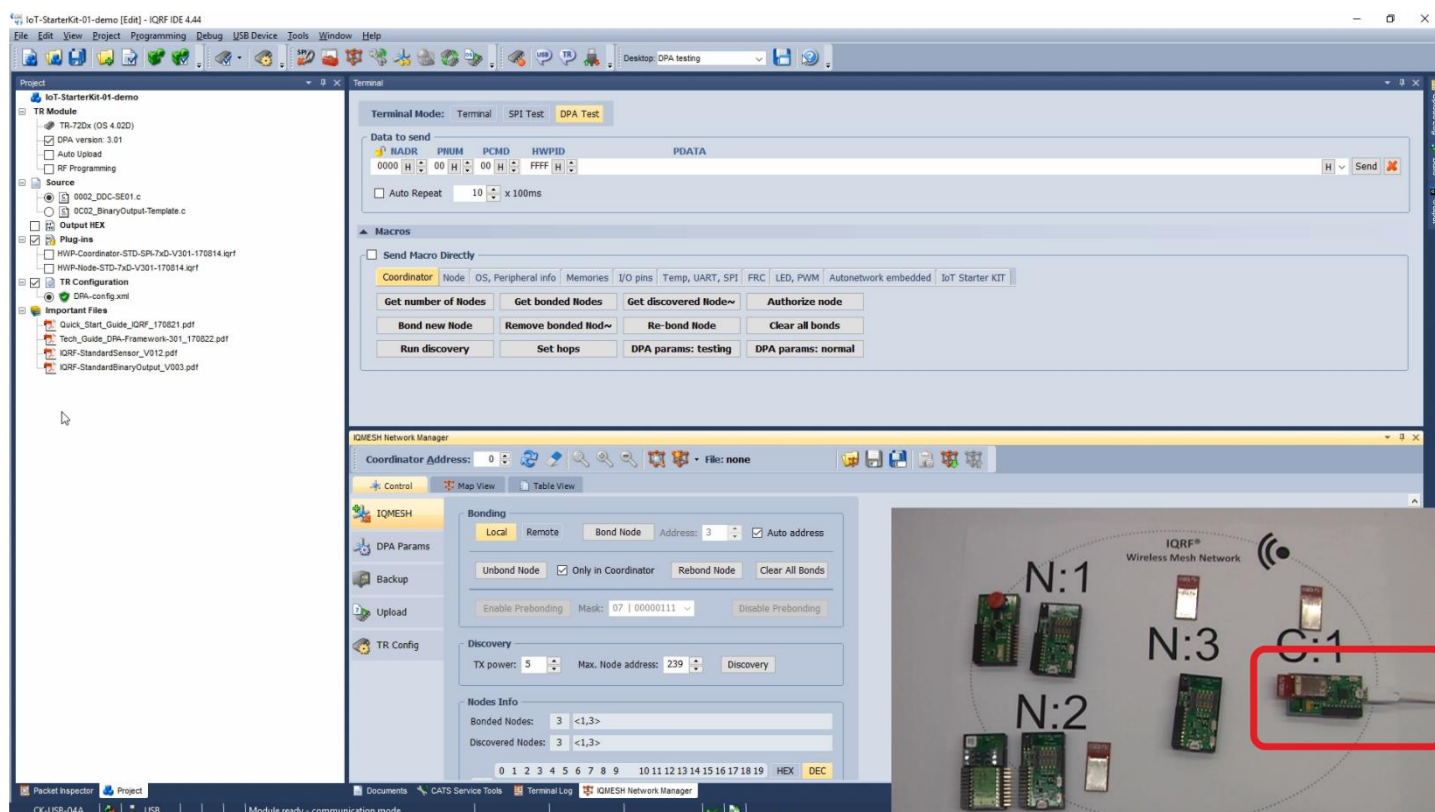 IoT-StarterKit-01-demo [Edit] - IQRF IDE 4.44
File Edit View Project Programming Debug USB Device Tools Window Help
Desktop: DPA testing
Project
IoT-StarterKit-01-demo
TR Module
TR-72Dx (OS 4.02D)
DPA version: 3.01
Auto Upload
RF Programming
Source
0002_DDC-SE01.c
0C02_BinaryOutput-Template.c
Output HEX
Plug-ins
HWP-Coordinator-STD-SPI-7xD-V301-170814.iqrf
HWP-Node-STD-7xD-V301-170814.iqrf
TR Configuration
DPA-config.xml
Important Files
Quick_Start_Guide_IQRF_170821.pdf
Tech_Guide_DPA-Framework-301_170822.pdf
IQRF-StandardSensor_V012.pdf
IQRF-StandardBinaryOutput_V003.pdf
Terminal
Terminal Mode: Terminal SPI Test DPA Test
Data to send
NADR PNUM PCMD HWPID PDATA
0000 H 00 H 00 H FFFF H H Send
Auto Repeat 10 x 100ms
Macros
Send Macro Directly
Coordinator Node OS, Peripheral info Memories I/O pins Temp, UART, SPI FRC LED, PWM Autonetwork embedded IoT Starter KIT
Get number of Nodes Get bonded Nodes Get discovered Node~ Authorize node
Bond new Node Remove bonded Nod~ Re-bond Node Clear all bonds
Run discovery Set hops DPA params: testing DPA params: normal
IQMESH Network Manager
Coordinator Address: 0 File: none
Control Map View Table View
IQMESH
DPA Params
Backup
Upload
TR Config
Bonding
Local Remote Bond Node Address: 3 Auto address
Unbond Node Only in Coordinator Rebond Node Clear All Bonds
Enable Prebonding Mask: 07 | 00000111 Disable Prebonding
Discovery
TX power: 5 Max. Node address: 239 Discovery
Nodes Info
Bonded Nodes: 3 <1,3>
Discovered Nodes: 3 <1,3>
0 1 2 3 4 5 6 7 8 9 10 11 12 13 14 15 16 17 18 19 HEX DEC
IQRF®
Wireless Mesh Network
N:1
N:3
C:1
N:2
Packet Inspector Project
Documents CATS Service Tools Terminal Log IQMESH Network Manager
CK-USB-04A USB Module ready - communication mode